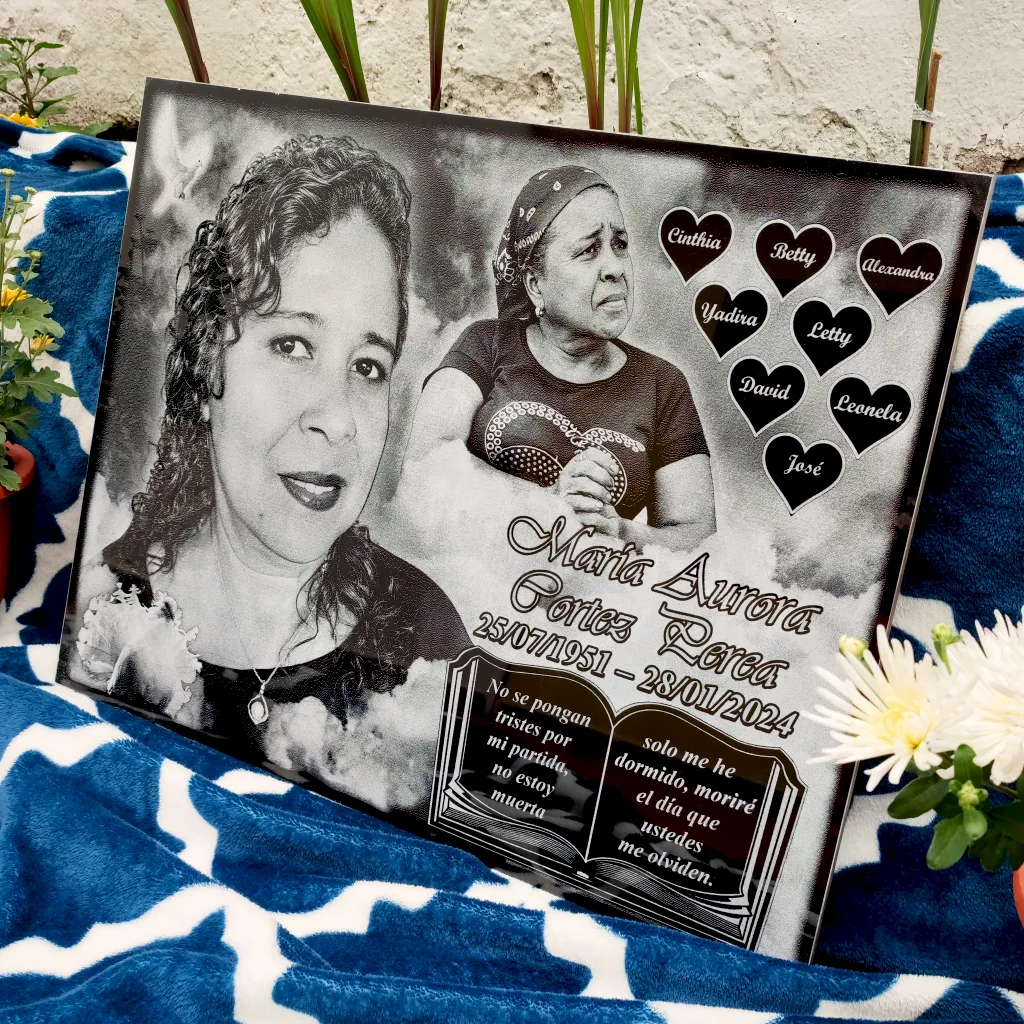 Cinthia
Betty
Alexandra
Yadira
Letty
David
Leonela
José
María Aurora
Cortez Perea
25/07/1951 – 28/01/2024
No se pongan
tristes por
mi partida,
no estoy
muerta
solo me he
dormido, moriré
el día que
ustedes
me olviden.